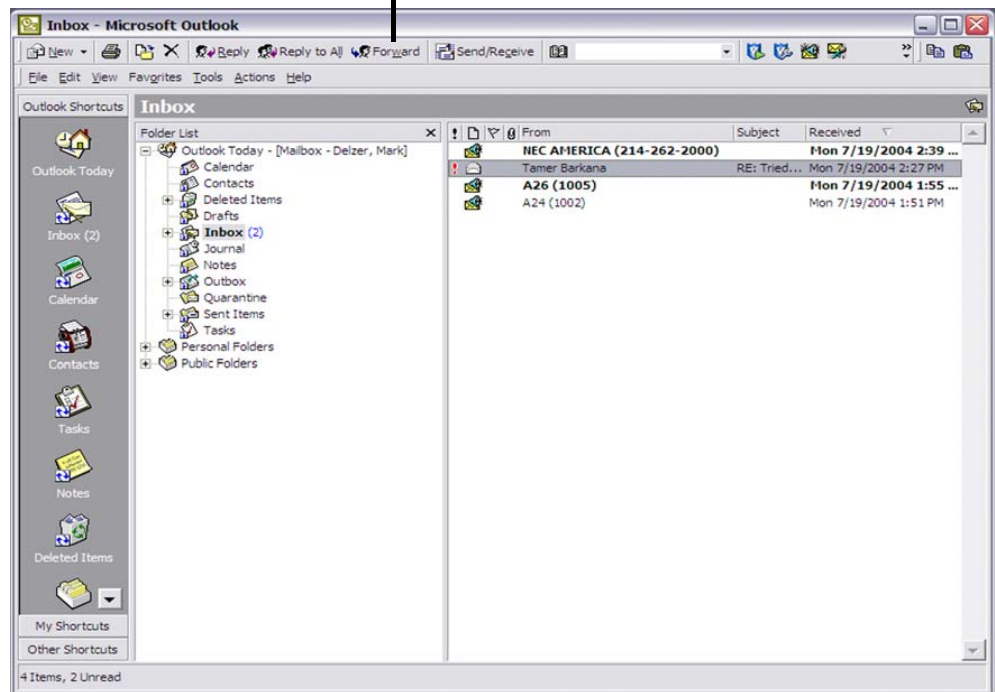 Inbox - Microsoft Outlook
New Reply Reply to All Forward Send/Receive
File Edit View Favorites Tools Actions Help
Outlook Shortcuts
Outlook Today
Inbox (2)
Calendar
Contacts
Tasks
Notes
Deleted Items
My Shortcuts
Other Shortcuts
Inbox
Folder List
Outlook Today - [Mailbox - Delzer, Mark]
Calendar
Contacts
Deleted Items
Drafts
Inbox (2)
Journal
Notes
Outbox
Quarantine
Sent Items
Tasks
Personal Folders
Public Folders
From Subject Received
NEC AMERICA (214-262-2000) Mon 7/19/2004 2:39 ...
Tamer Barkana RE: Tried... Mon 7/19/2004 2:27 PM
A26 (1005) Mon 7/19/2004 1:55 ...
A24 (1002) Mon 7/19/2004 1:51 PM
4 Items, 2 Unread